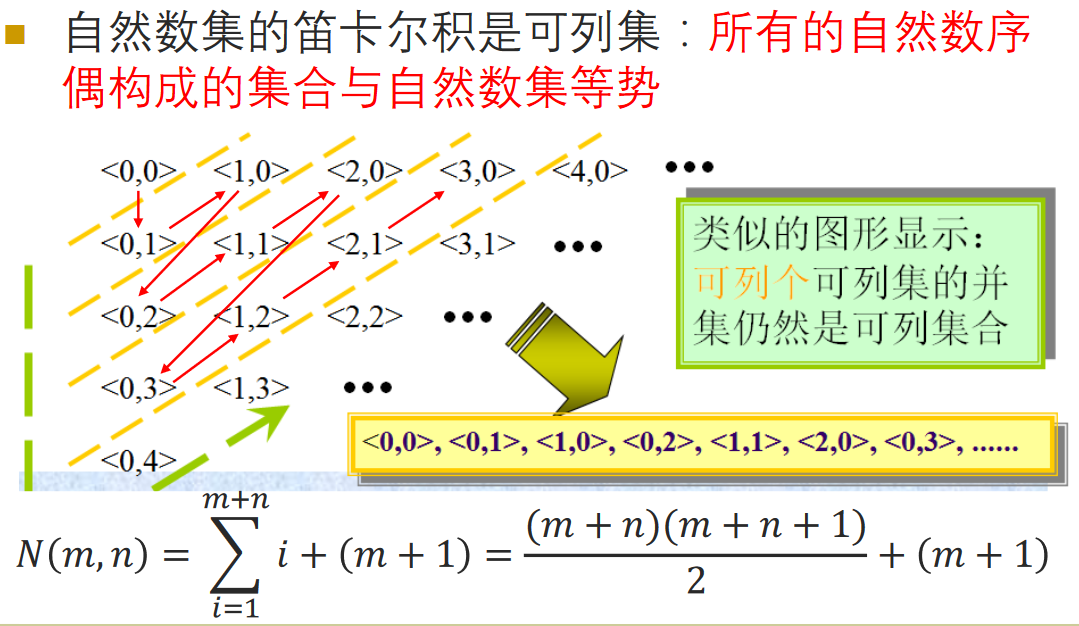 自然数集的笛卡尔积是可列集：所有的自然数序
偶构成的集合与自然数集等势
<0,0> <1,0> <2,0> <3,0> <4,0> •••
<0,1> <1,1> <2,1> <3,1> •••
<0,2> <1,2> <2,2> •••
<0,3> <1,3> •••
<0,4>
类似的图形显示：
可列个可列集的并
集仍然是可列集合
<0,0>, <0,1>, <1,0>, <0,2>, <1,1>, <2,0>, <0,3>, ......
N(m,n) = ∑_{i=1}^{m+n} i + (m + 1) = (m + n)(m + n + 1)/2 + (m + 1)